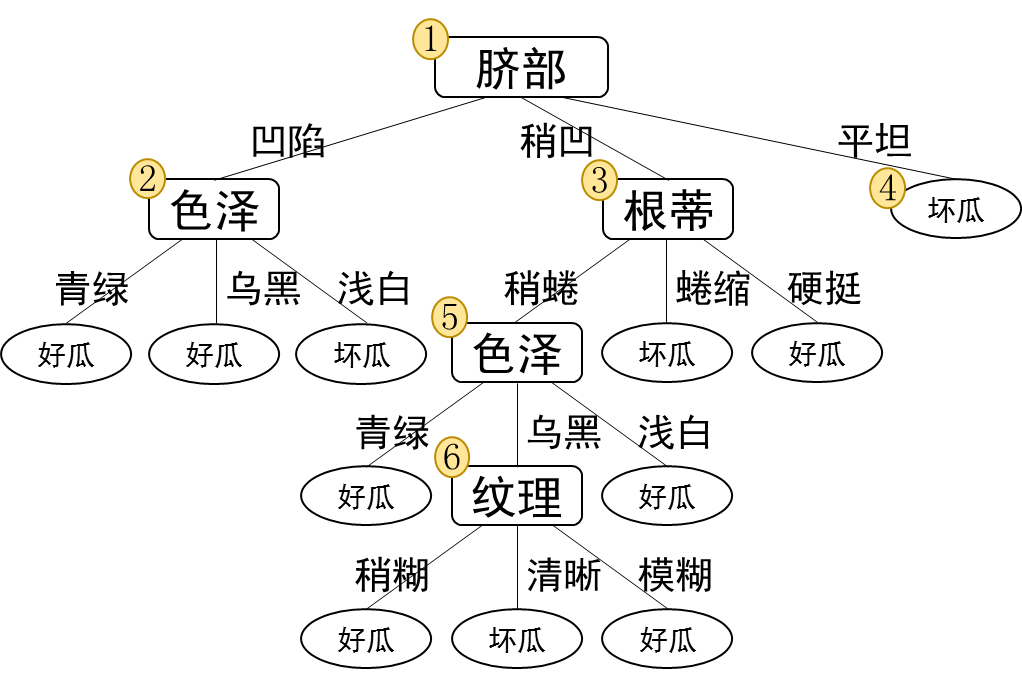 1
脐部
凹陷
稍凹
平坦
2
色泽
3
根蒂
4
坏瓜
青绿
乌黑
浅白
稍蜷
蜷缩
硬挺
好瓜
好瓜
坏瓜
5
色泽
坏瓜
好瓜
青绿
乌黑
浅白
好瓜
6
纹理
好瓜
稍糊
清晰
模糊
好瓜
坏瓜
好瓜